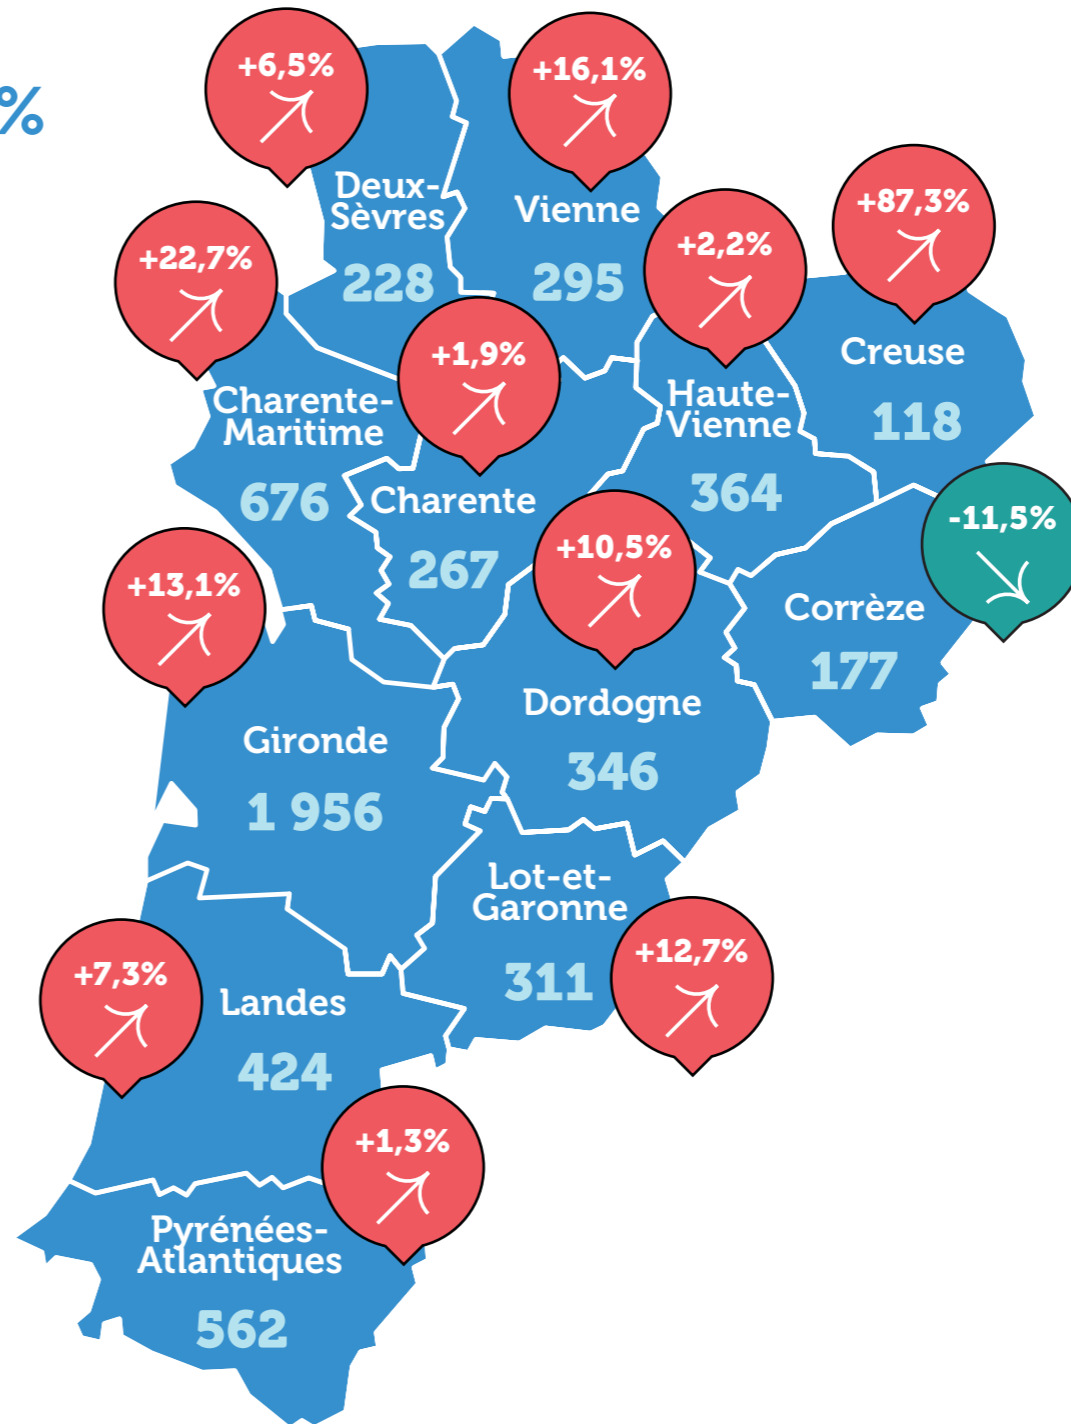 %
+6,5%
+16,1%
Deux-
Sèvres
228
Vienne
295
+87,3%
+22,7%
+2,2%
Creuse
118
+1,9%
Charente-
Maritime
676
Haute-
Vienne
364
Charente
267
-11,5%
+13,1%
+10,5%
Corrèze
177
Dordogne
346
Gironde
1 956
Lot-et-
Garonne
311
+12,7%
+7,3%
Landes
424
+1,3%
Pyrénées-
Atlantiques
562